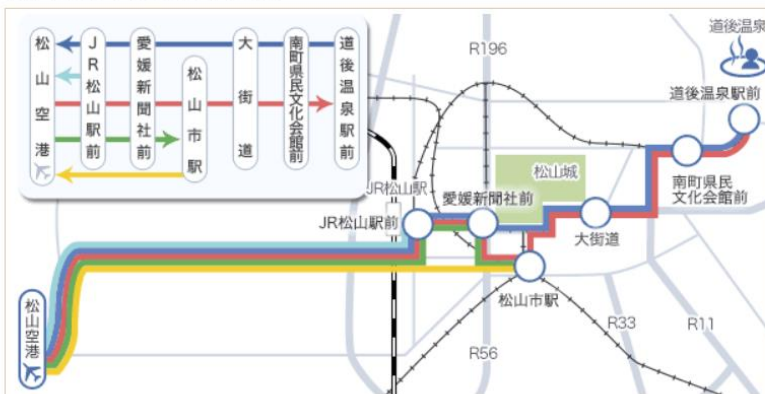 松山空港
JR松山駅前
愛媛新聞社前
松山市駅
大街道
南町県民文化会館前
道後温泉駅前
R196
道後温泉
道後温泉駅前
松山城
南町県民
文化会館前
JR松山駅
愛媛新聞社前
JR松山駅前
大街道
松山市駅
松山空港
R33
R11
R56